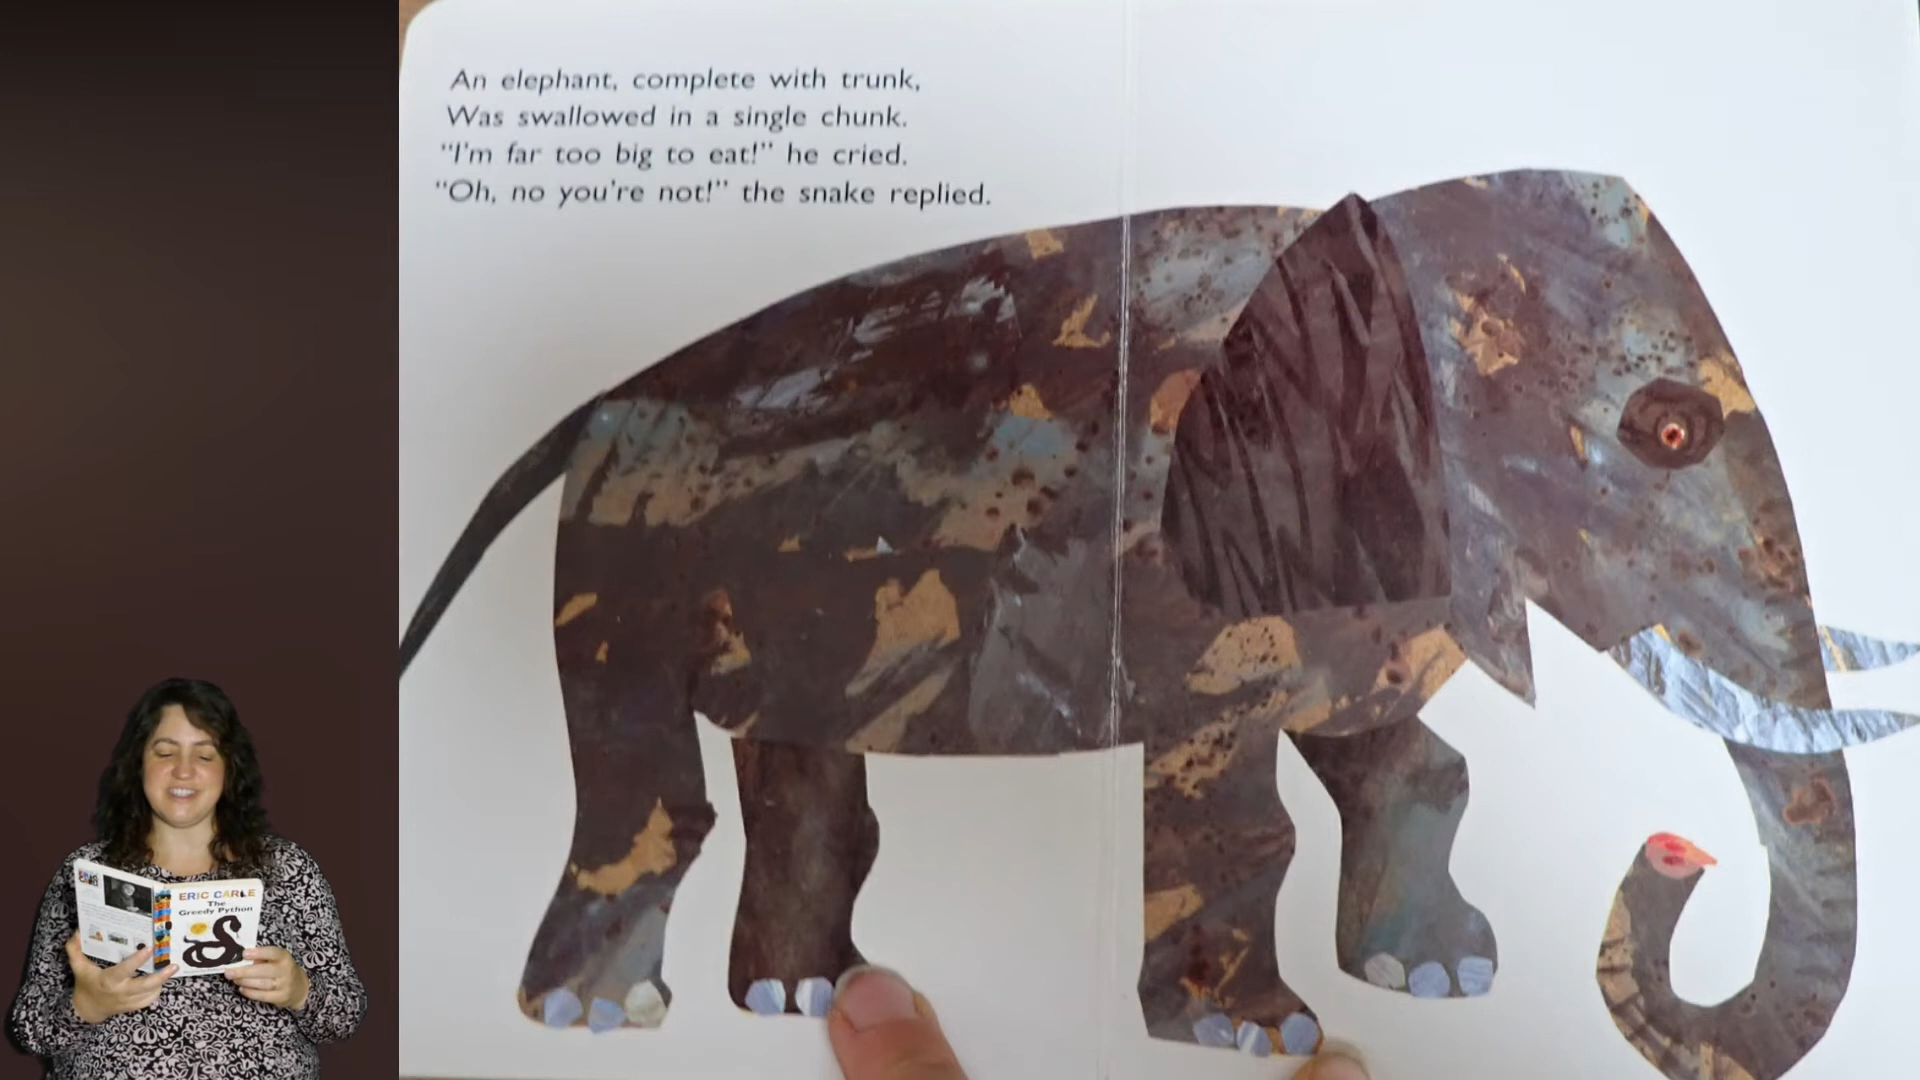 An elephant, complete with trunk,
Was swallowed in a single chunk.
"I'm far too big to eat!" he cried.
"Oh, no you're not!" the snake replied.
ERIC CARLE
The
Greedy Python